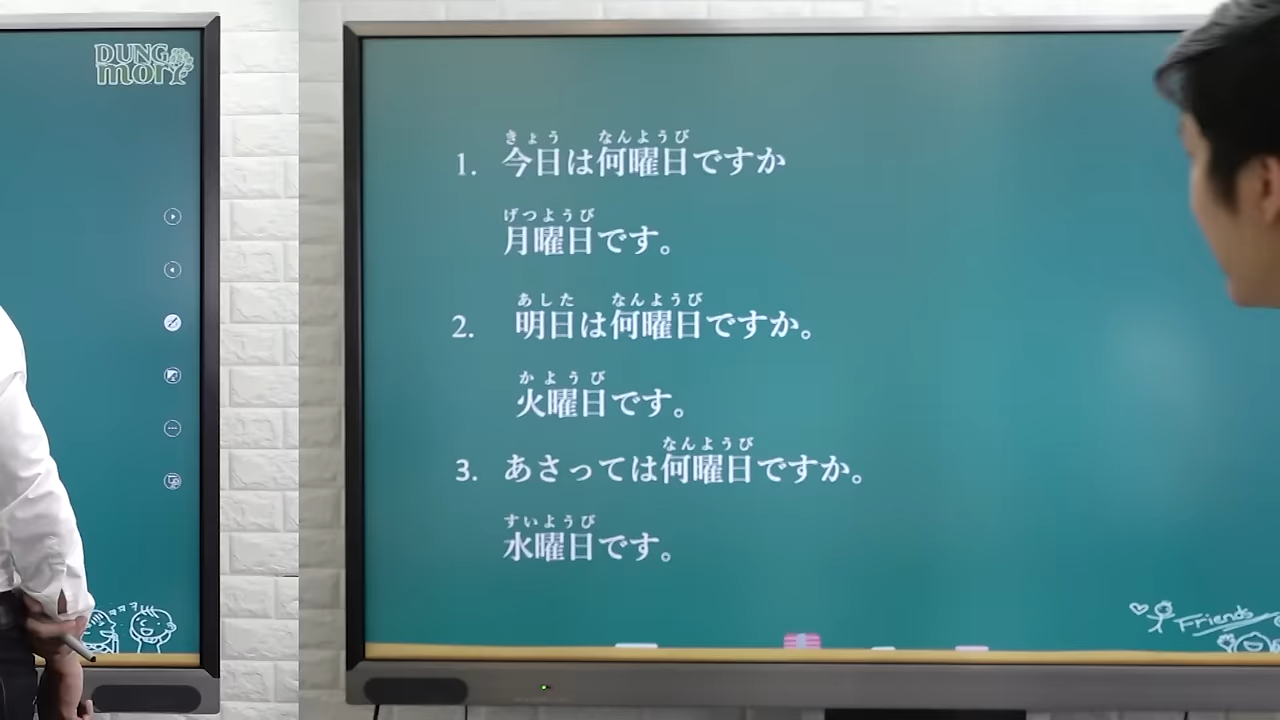 DUNG
mori
きょう なんようび
1. 今日は何曜日ですか
げつようび
月曜日です。
あした なんようび
2. 明日は何曜日ですか。
かようび
火曜日です。
なんようび
3. あさっては何曜日ですか。
すいようび
水曜日です。
Friends